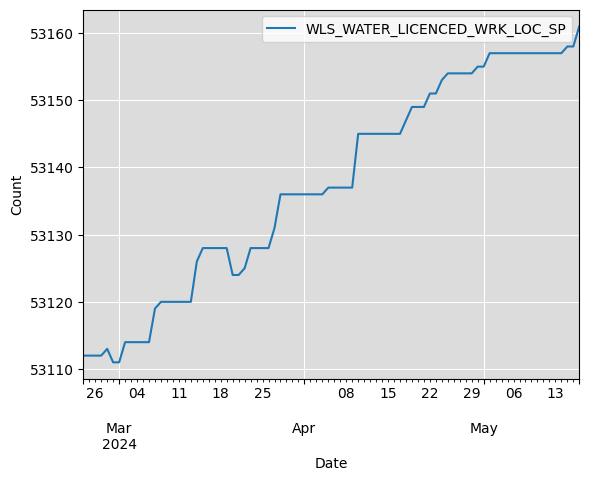 WLS_WATER_LICENCED_WRK_LOC_SP
53160
53150
53140
53130
53120
53110
Count
26 04 11 18 25 08 15 22 29 06 13
Mar Apr May
2024
Date